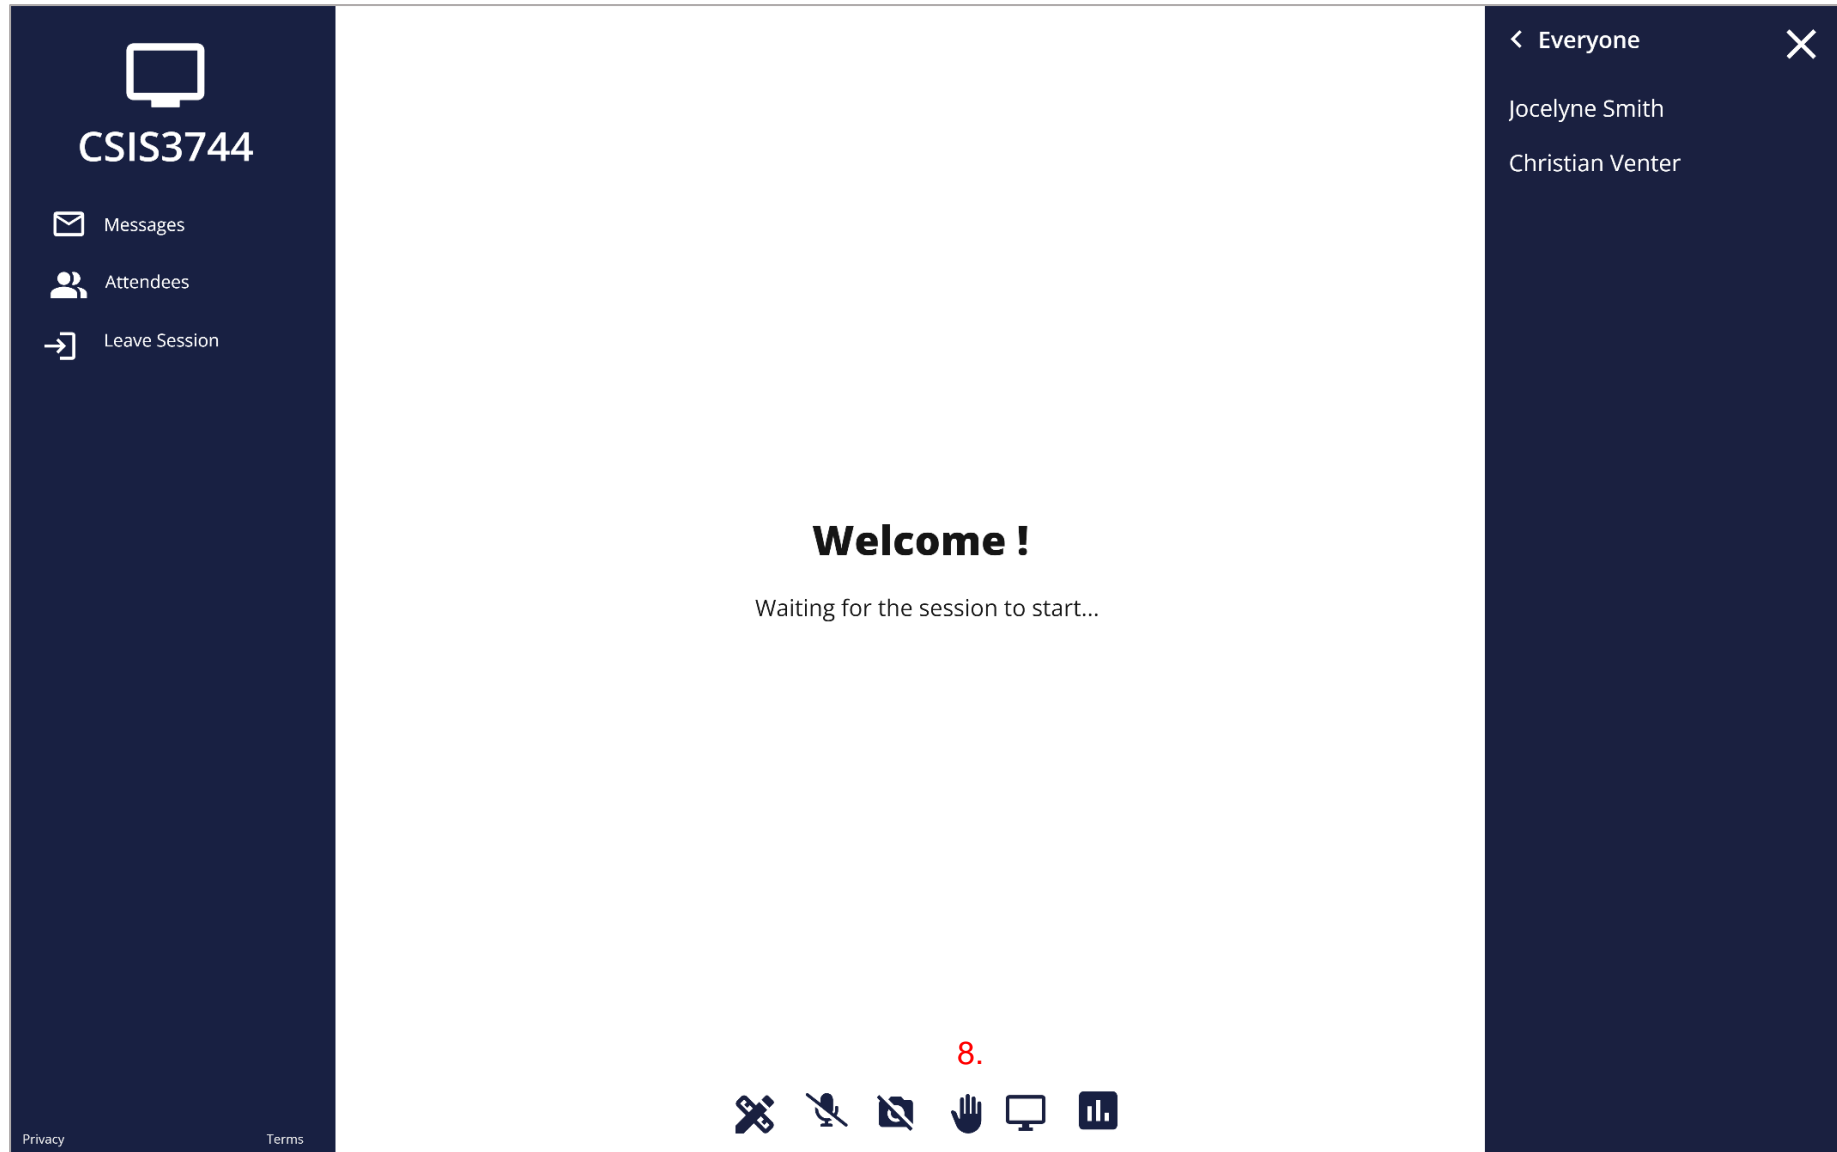 CSIS3744
Messages
Attendees
Leave Session
Privacy
Terms
Welcome !
Waiting for the session to start...
8.
Everyone
Jocelyne Smith
Christian Venter